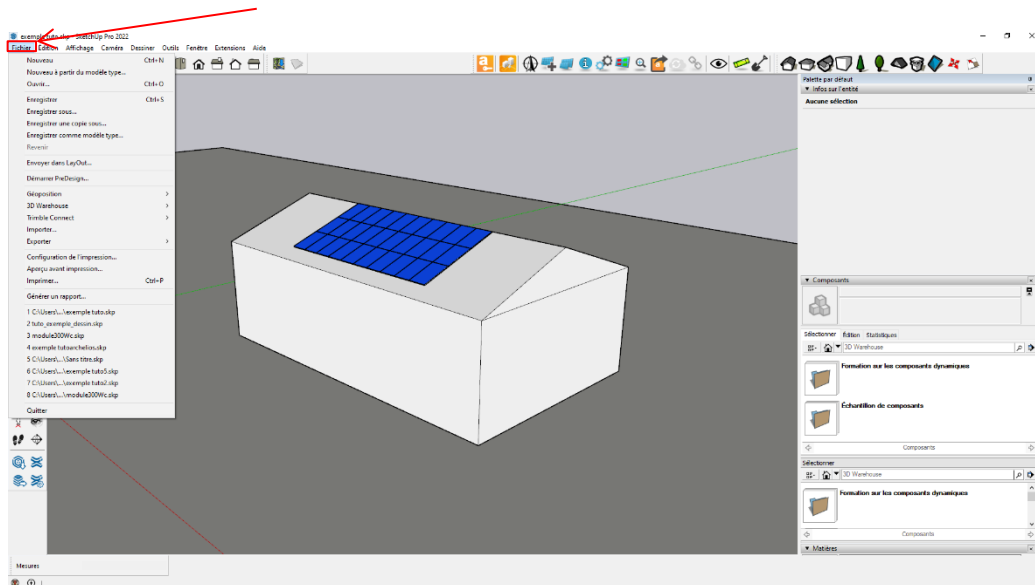 exemple tuto.skp - SketchUp Pro 2022
Fichier Édition Affichage Caméra Dessiner Outils Fenêtre Extensions Aide
Nouveau Ctrl+N
Nouveau à partir du modèle type...
Ouvrir... Ctrl+O
Enregistrer Ctrl+S
Enregistrer sous...
Enregistrer une copie sous...
Enregistrer comme modèle type...
Revenir
Envoyer dans LayOut...
Démarrer PreDesign...
Géoposition
3D Warehouse
Trimble Connect
Importer...
Exporter
Configuration de l'impression...
Aperçu avant impression...
Imprimer... Ctrl+P
Générer un rapport...
1 C:\Users\...\exemple tuto.skp
2 tuto_exemple_dessin.skp
3 module300Wc.skp
4 exemple tutoarchelios.skp
5 C:\Users\...\Sans titre.skp
6 C:\Users\...\exemple tuto5.skp
7 C:\Users\...\exemple tuto2.skp
8 C:\Users\...\module300Wc.skp
Quitter
Mesures
Palette par défaut
Infos sur l'entité
Aucune sélection
Composants
Sélectionner Édition Statistiques
3D Warehouse
Formation sur les composants dynamiques
Échantillon de composants
Composants
Sélectionner
3D Warehouse
Formation sur les composants dynamiques
Composants
Matières